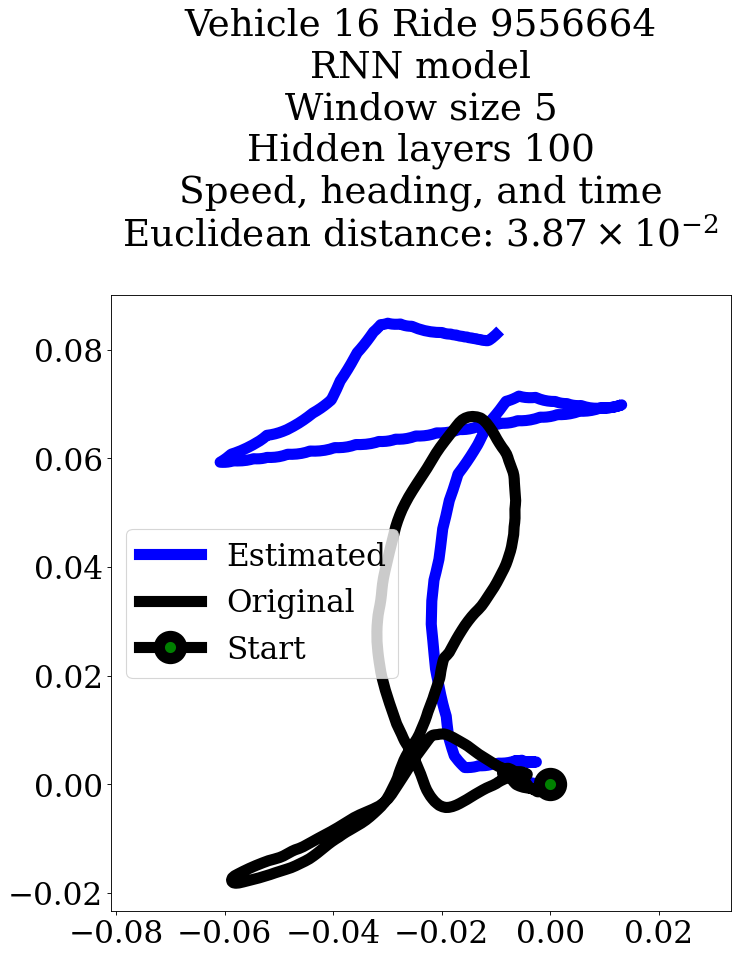 Vehicle 16 Ride 9556664
RNN model
Window size 5
Hidden layers 100
Speed, heading, and time
Euclidean distance: 3.87 × 10⁻²
0.08
0.06
0.04
0.02
0.00
−0.02
Estimated
Original
Start
−0.08 −0.06 −0.04 −0.02 0.00 0.02